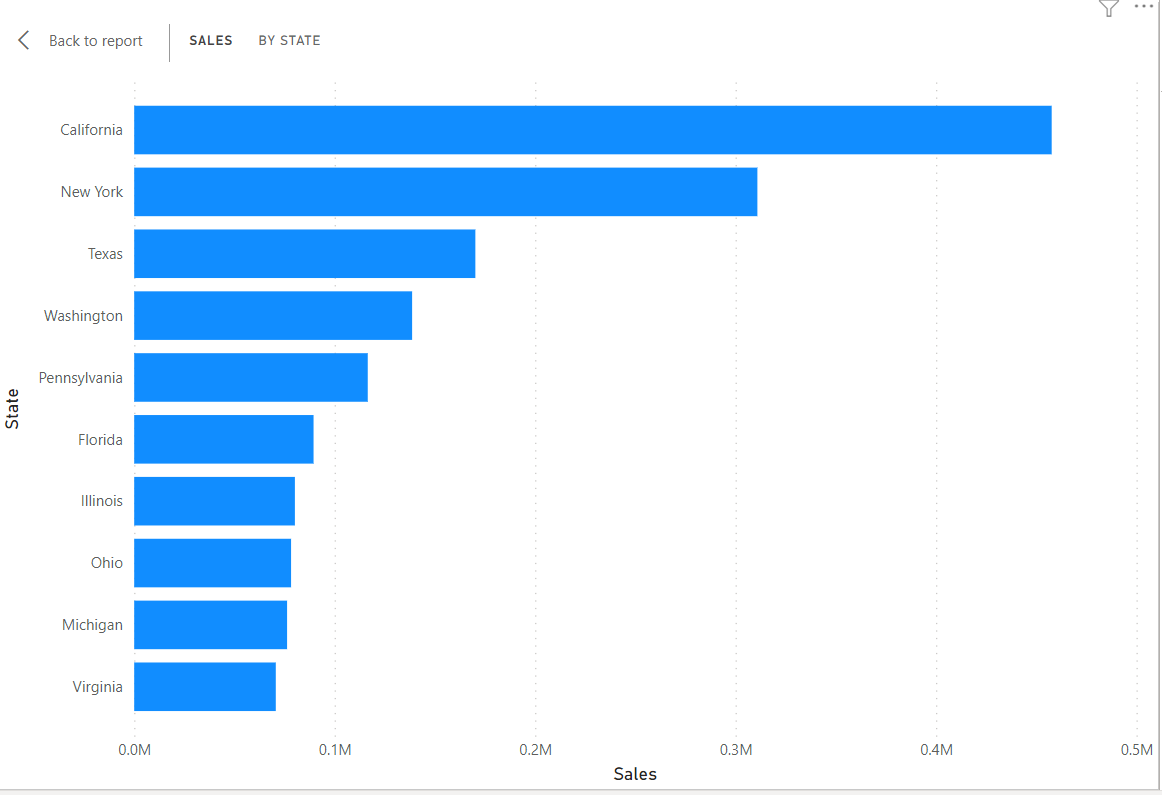 Back to report
SALES
BY STATE
California
New York
Texas
Washington
Pennsylvania
State
Florida
Illinois
Ohio
Michigan
Virginia
0.0M 0.1M 0.2M 0.3M 0.4M 0.5M
Sales